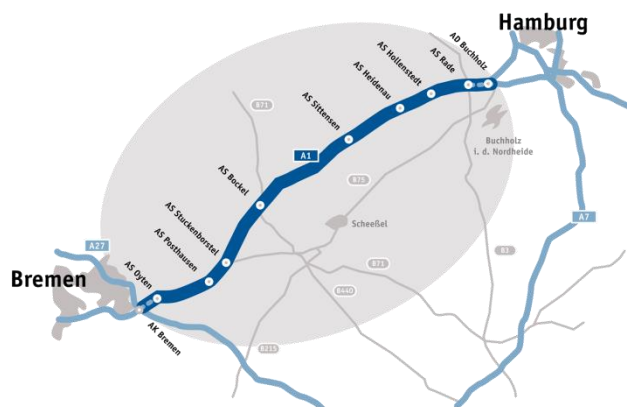 Hamburg
AD Buchholz
AS Rade
AS Hollenstedt
AS Heidenau
AS Sittensen
B71
Buchholz
i. d. Nordheide
A1
B75
AS Bockel
Scheeßel
A7
AS Stuckenborstel
AS Posthausen
A27
B3
B71
Bremen
AS Oyten
B440
AK Bremen
B215